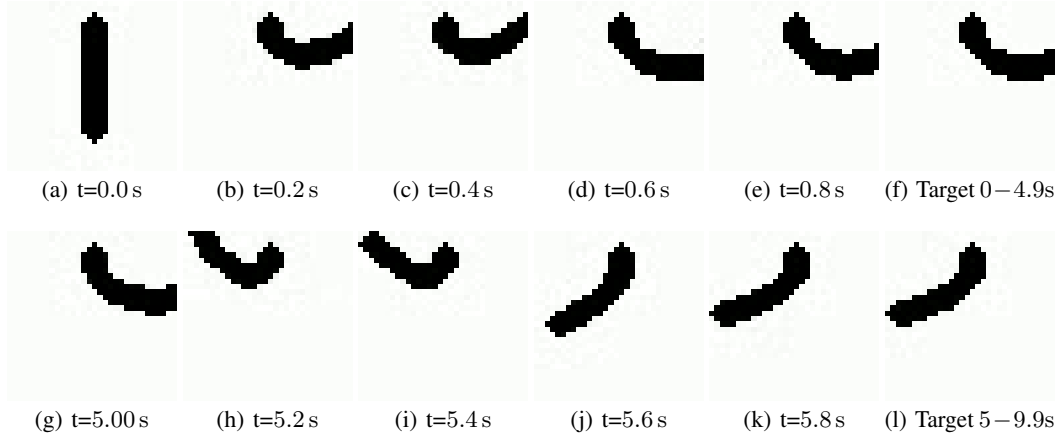 (a) t=0.0 s (b) t=0.2 s (c) t=0.4 s (d) t=0.6 s (e) t=0.8 s (f) Target 0−4.9s
(g) t=5.00 s (h) t=5.2 s (i) t=5.4 s (j) t=5.6 s (k) t=5.8 s (l) Target 5−9.9s